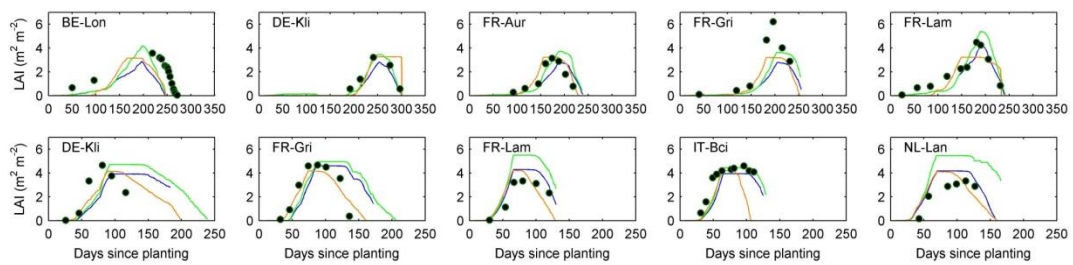 BE-Lon DE-Kli FR-Aur FR-Gri FR-Lam
LAI (m² m⁻²)
6
4
2
0
0 50 100 150 200 250 300 350 0 50 100 150 200 250 300 350 0 50 100 150 200 250 300 350 0 50 100 150 200 250 300 350 0 50 100 150 200 250 300 350
DE-Kli FR-Gri FR-Lam IT-Bci NL-Lan
LAI (m² m⁻²)
6
4
2
0
0 50 100 150 200 250 0 50 100 150 200 250 0 50 100 150 200 250 0 50 100 150 200 250 0 50 100 150 200 250
Days since planting Days since planting Days since planting Days since planting Days since planting